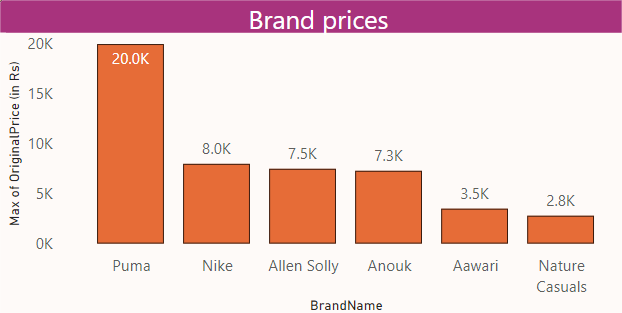 Brand prices
Max of OriginalPrice (in Rs)
20K
15K
10K
5K
0K
20.0K
8.0K
7.5K
7.3K
3.5K
2.8K
Puma
Nike
Allen Solly
Anouk
Aawari
Nature
Casuals
BrandName